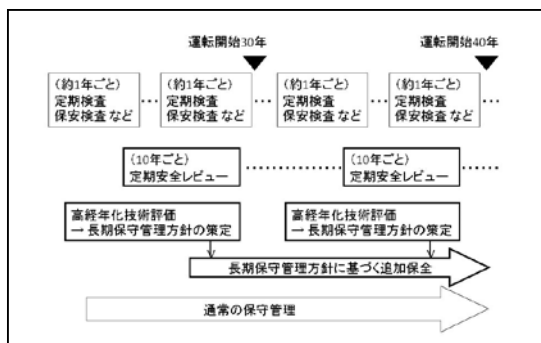 運転開始30年
運転開始40年
(約1年ごと)
定期検査
保安検査など
…
(約1年ごと)
定期検査
保安検査など
…
(約1年ごと)
定期検査
保安検査など
…
(約1年ごと)
定期検査
保安検査など
…
(10年ごと)
定期安全レビュー
(10年ごと)
定期安全レビュー
高経年化技術評価
→ 長期保守管理方針の策定
高経年化技術評価
→ 長期保守管理方針の策定
長期保守管理方針に基づく追加保全
通常の保守管理